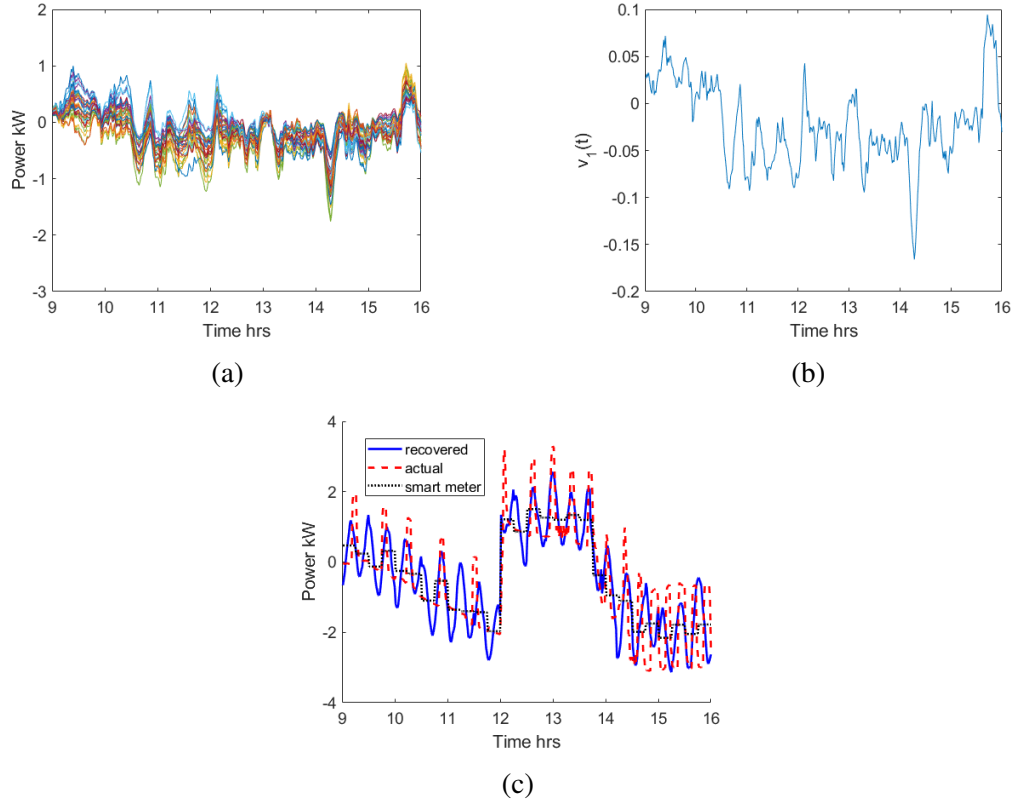 2
1
0
-1
-2
-3
Power kW
9 10 11 12 13 14 15 16
Time hrs
(a)
0.1
0.05
0
-0.05
-0.1
-0.15
-0.2
v1(t)
9 10 11 12 13 14 15 16
Time hrs
(b)
4
2
0
-2
-4
Power kW
recovered
actual
smart meter
9 10 11 12 13 14 15 16
Time hrs
(c)